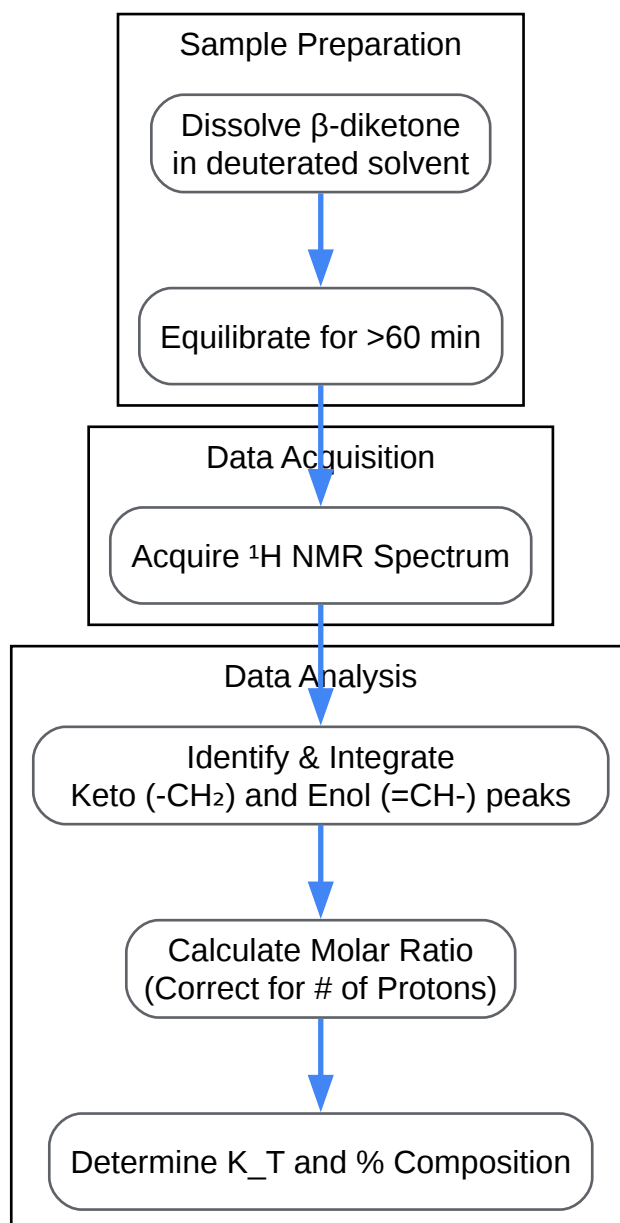 Sample Preparation
Dissolve β-diketone
in deuterated solvent
Equilibrate for >60 min
Data Acquisition
Acquire ¹H NMR Spectrum
Data Analysis
Identify & Integrate
Keto (-CH₂) and Enol (=CH-) peaks
Calculate Molar Ratio
(Correct for # of Protons)
Determine K_T and % Composition